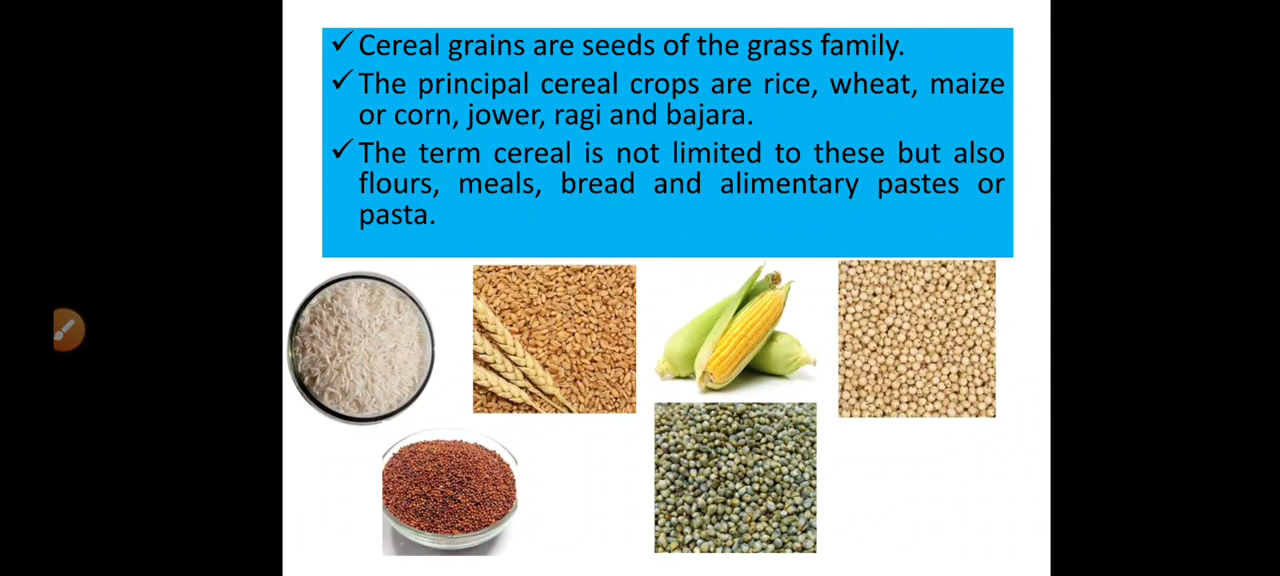 ✓ Cereal grains are seeds of the grass family.
✓ The principal cereal crops are rice, wheat, maize
or corn, jower, ragi and bajara.
✓ The term cereal is not limited to these but also
flours, meals, bread and alimentary pastes or
pasta.